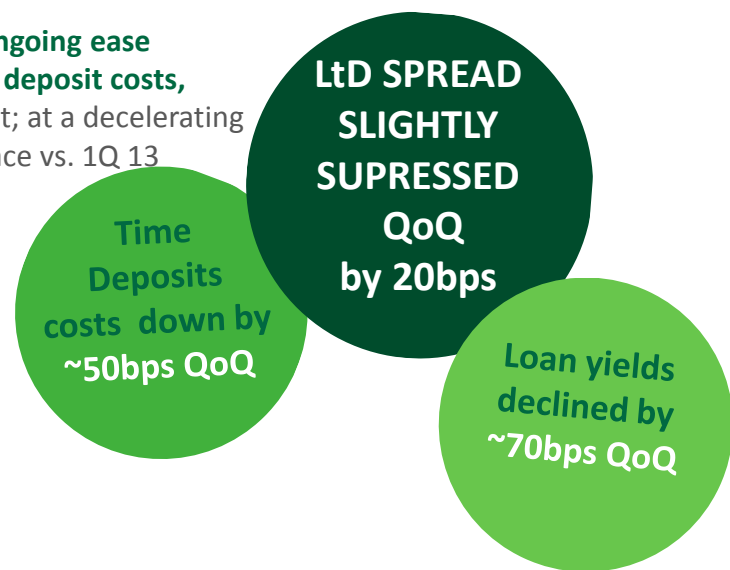 ngoing ease
deposit costs,
t; at a decelerating
ce vs. 1Q 13
LtD SPREAD
SLIGHTLY
SUPRESSED
QoQ
by 20bps
Time
Deposits
costs down by
~50bps QoQ
Loan yields
declined by
~70bps QoQ